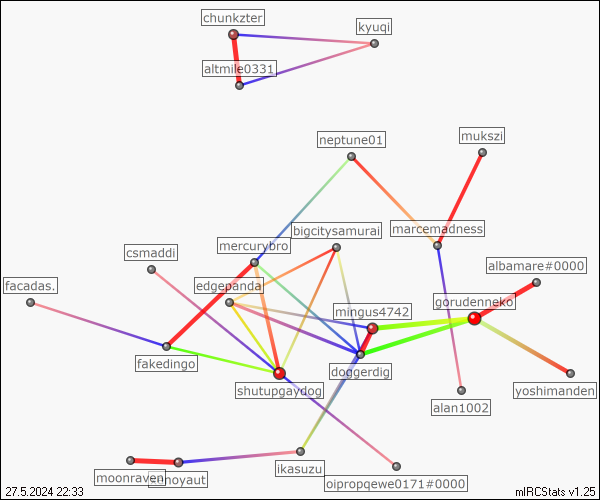 chunkzter
kyuqi
altmile0331
mukszi
neptune01
bigcitysamurai
marcemadness
mercurybro
csmaddi
albamare#0000
edgepanda
facadas.
gorudenneko
mingus4742
fakedingo
doggerdig
shutupgaydog
yoshimanden
alan1002
ikasuzu
moonraven
oipropqewe0171#0000
27.5.2024 22:33
mIRCStats v1.25